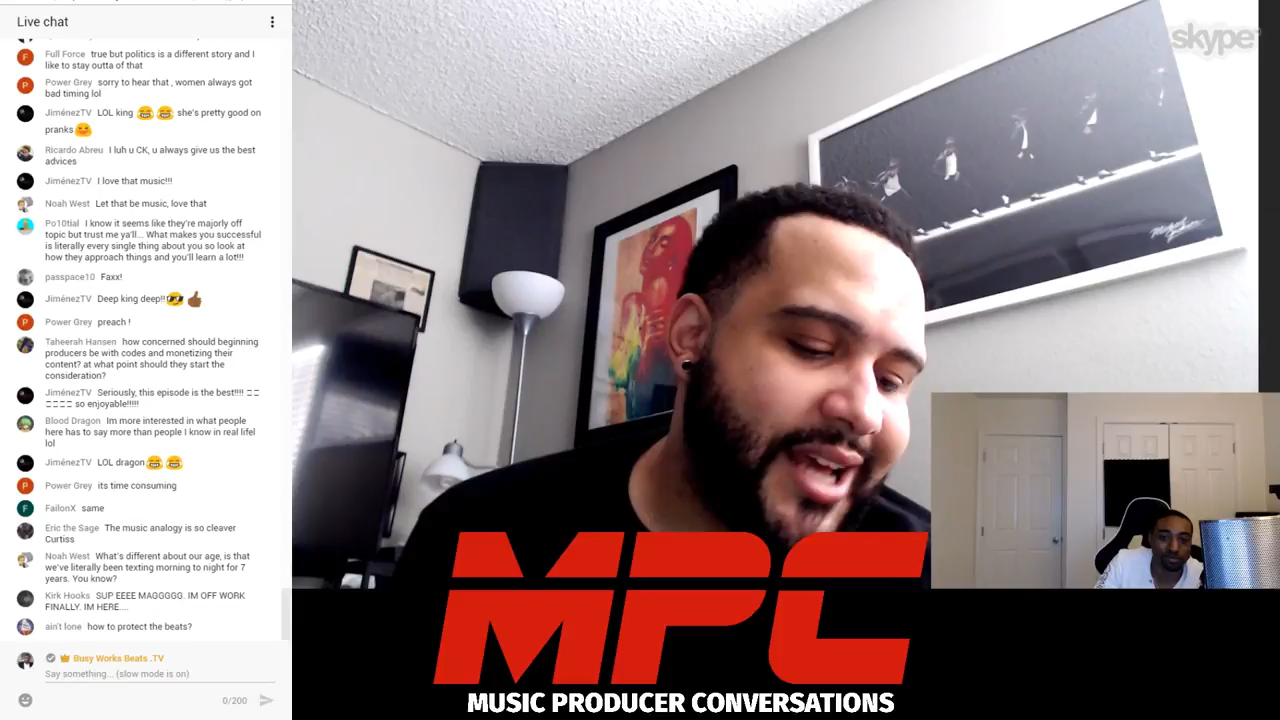 Live chat
Full Force true but politics is a different story and I
like to stay outta of that
Power Grey sorry to hear that , women always got
bad timing lol
JiménezTV LOL king 😂 😂 she's pretty good on
pranks
Ricardo Abreu I luh u CK, u always give us the best
advices
JiménezTV I love that music!!!
Noah West Let that be music, love that
Po10tial I know it seems like they're majorly off
topic but trust me ya'll... What makes you successful
is literally every single thing about you so look at
how they approach things and you'll learn a lot!!!
passpace10 Faxx!
JiménezTV Deep king deep!!
Power Grey preach !
Taheerah Hansen how concerned should beginning
producers be with codes and monetizing their
content? at what point should they start the
consideration?
JiménezTV Seriously, this episode is the best!!!!
so enjoyable!!!!!
Blood Dragon Im more interested in what people
here has to say more than people I know in real lifel
lol
JiménezTV LOL dragon😂 😂
Power Grey its time consuming
FailonX same
Eric the Sage The music analogy is so cleaver
Curtiss
Noah West What's different about our age, is that
we've literally been texting morning to night for 7
years. You know?
Kirk Hooks SUP EEEE MAGGGGG. IM OFF WORK
FINALLY. IM HERE....
ain't lone how to protect the beats?
Busy Works Beats .TV
Say something... (slow mode is on)
0/200
skype
MPC
MUSIC PRODUCER CONVERSATIONS